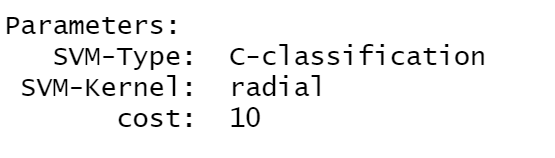 Parameters:
SVM-Type: C-classification
SVM-Kernel: radial
cost: 10